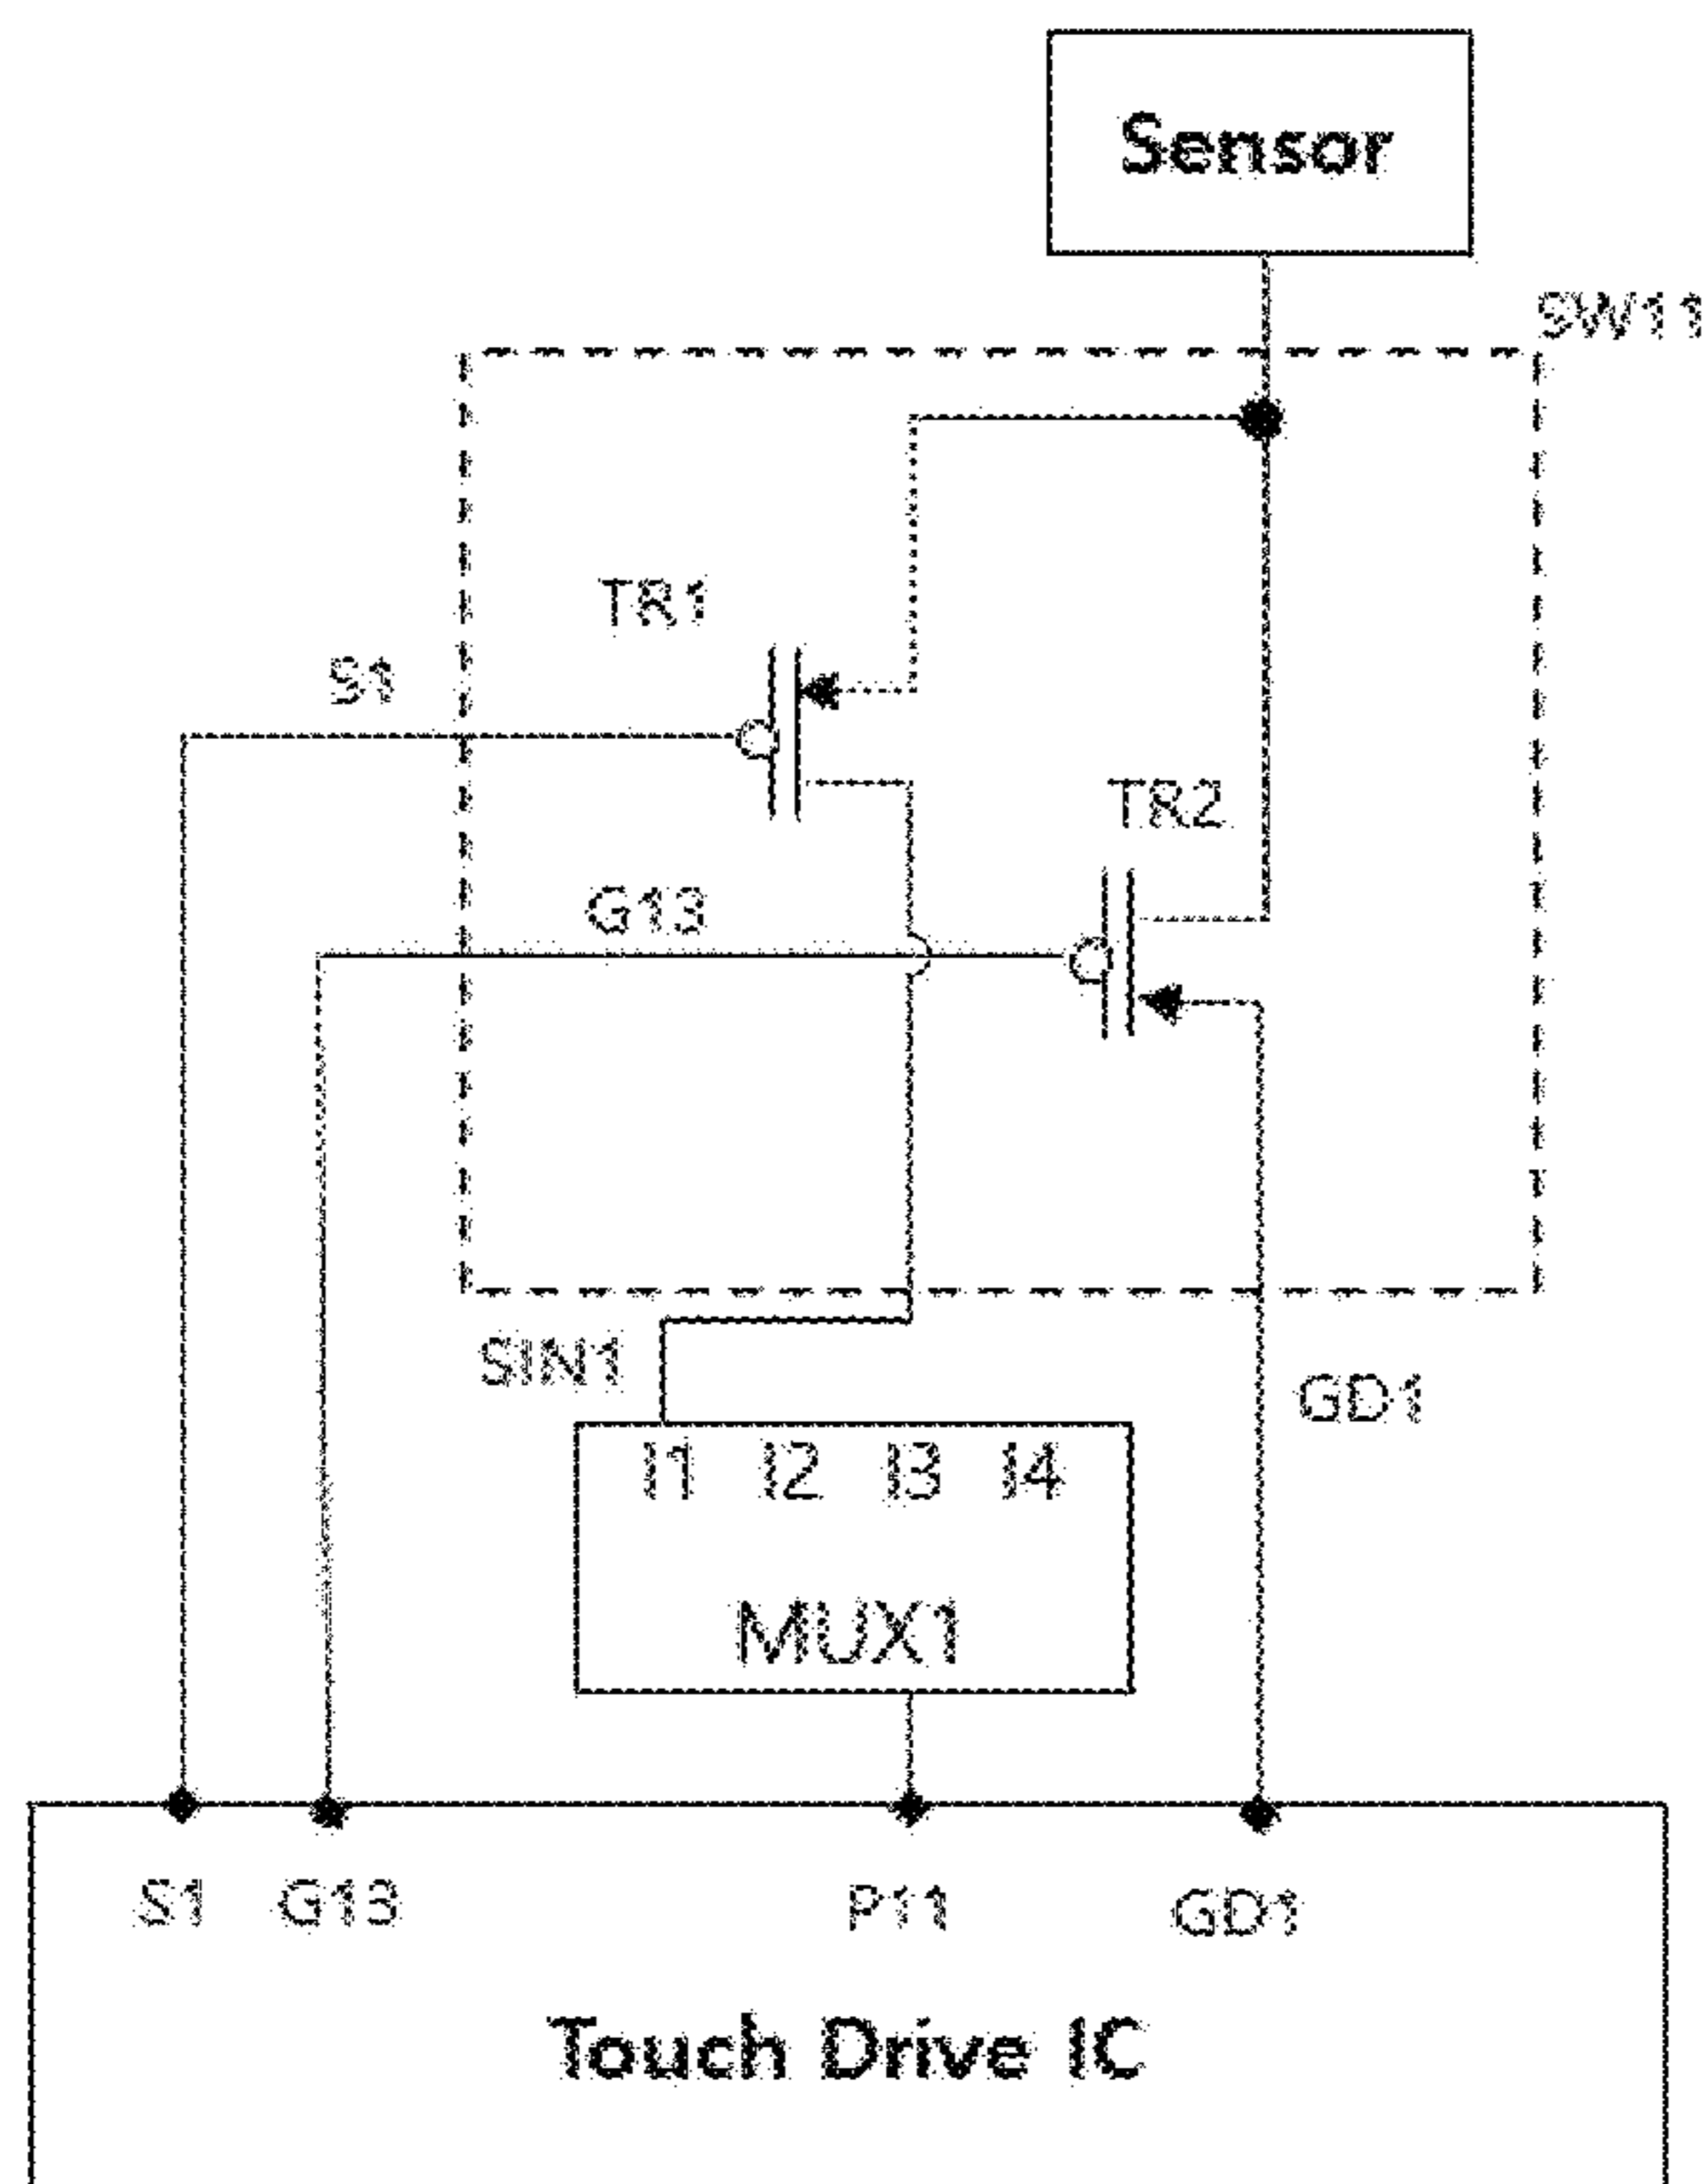 Sensor
SW11
TR1
S1
TR2
G13
SIN1
GD1
I1 I2 I3 I4
MUX1
S1 G13 P11 GD1
Touch Drive IC